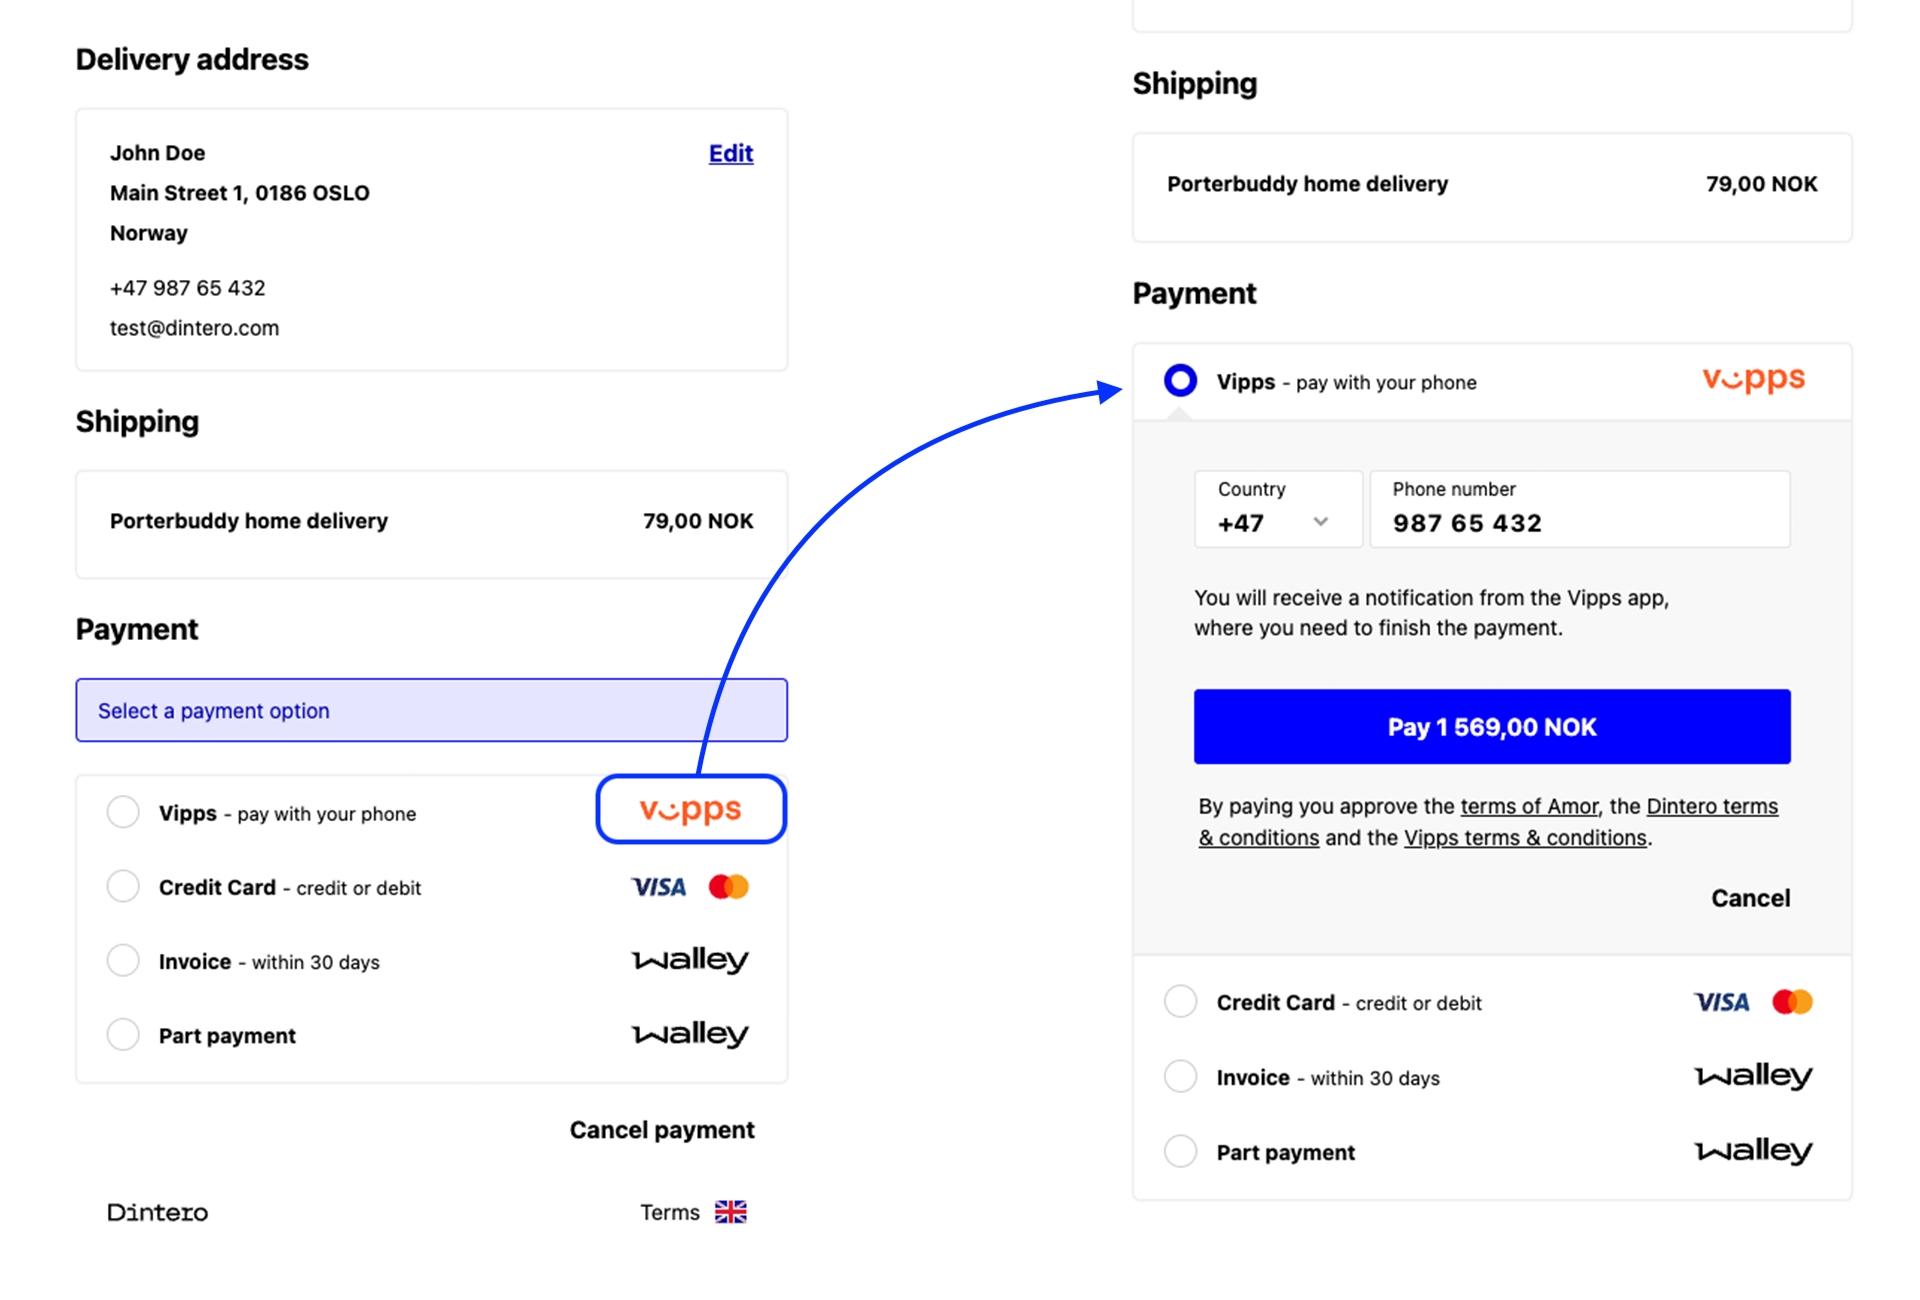 Delivery address
John Doe
Edit
Main Street 1, 0186 OSLO
Norway
+47 987 65 432
test@dintero.com
Shipping
Porterbuddy home delivery 79,00 NOK
Payment
Select a payment option
Vipps - pay with your phone vipps
Credit Card - credit or debit VISA
Invoice - within 30 days walley
Part payment walley
Cancel payment
Dintero Terms
Shipping
Porterbuddy home delivery 79,00 NOK
Payment
Vipps - pay with your phone vipps
Country
+47
Phone number
987 65 432
You will receive a notification from the Vipps app,
where you need to finish the payment.
Pay 1 569,00 NOK
By paying you approve the terms of Amor, the Dintero terms
& conditions and the Vipps terms & conditions.
Cancel
Credit Card - credit or debit VISA
Invoice - within 30 days walley
Part payment walley